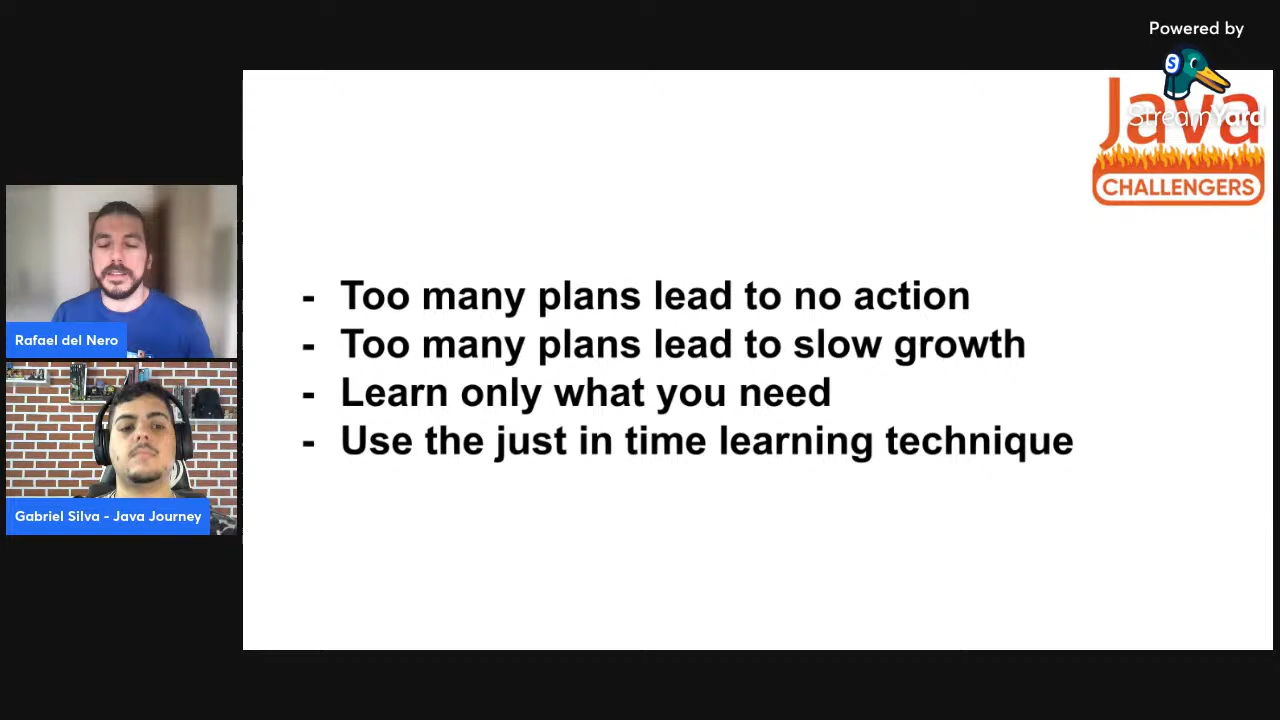 Powered by
S
StreamYard
Java
CHALLENGERS
- Too many plans lead to no action
- Too many plans lead to slow growth
- Learn only what you need
- Use the just in time learning technique
Rafael del Nero
Gabriel Silva - Java Journey